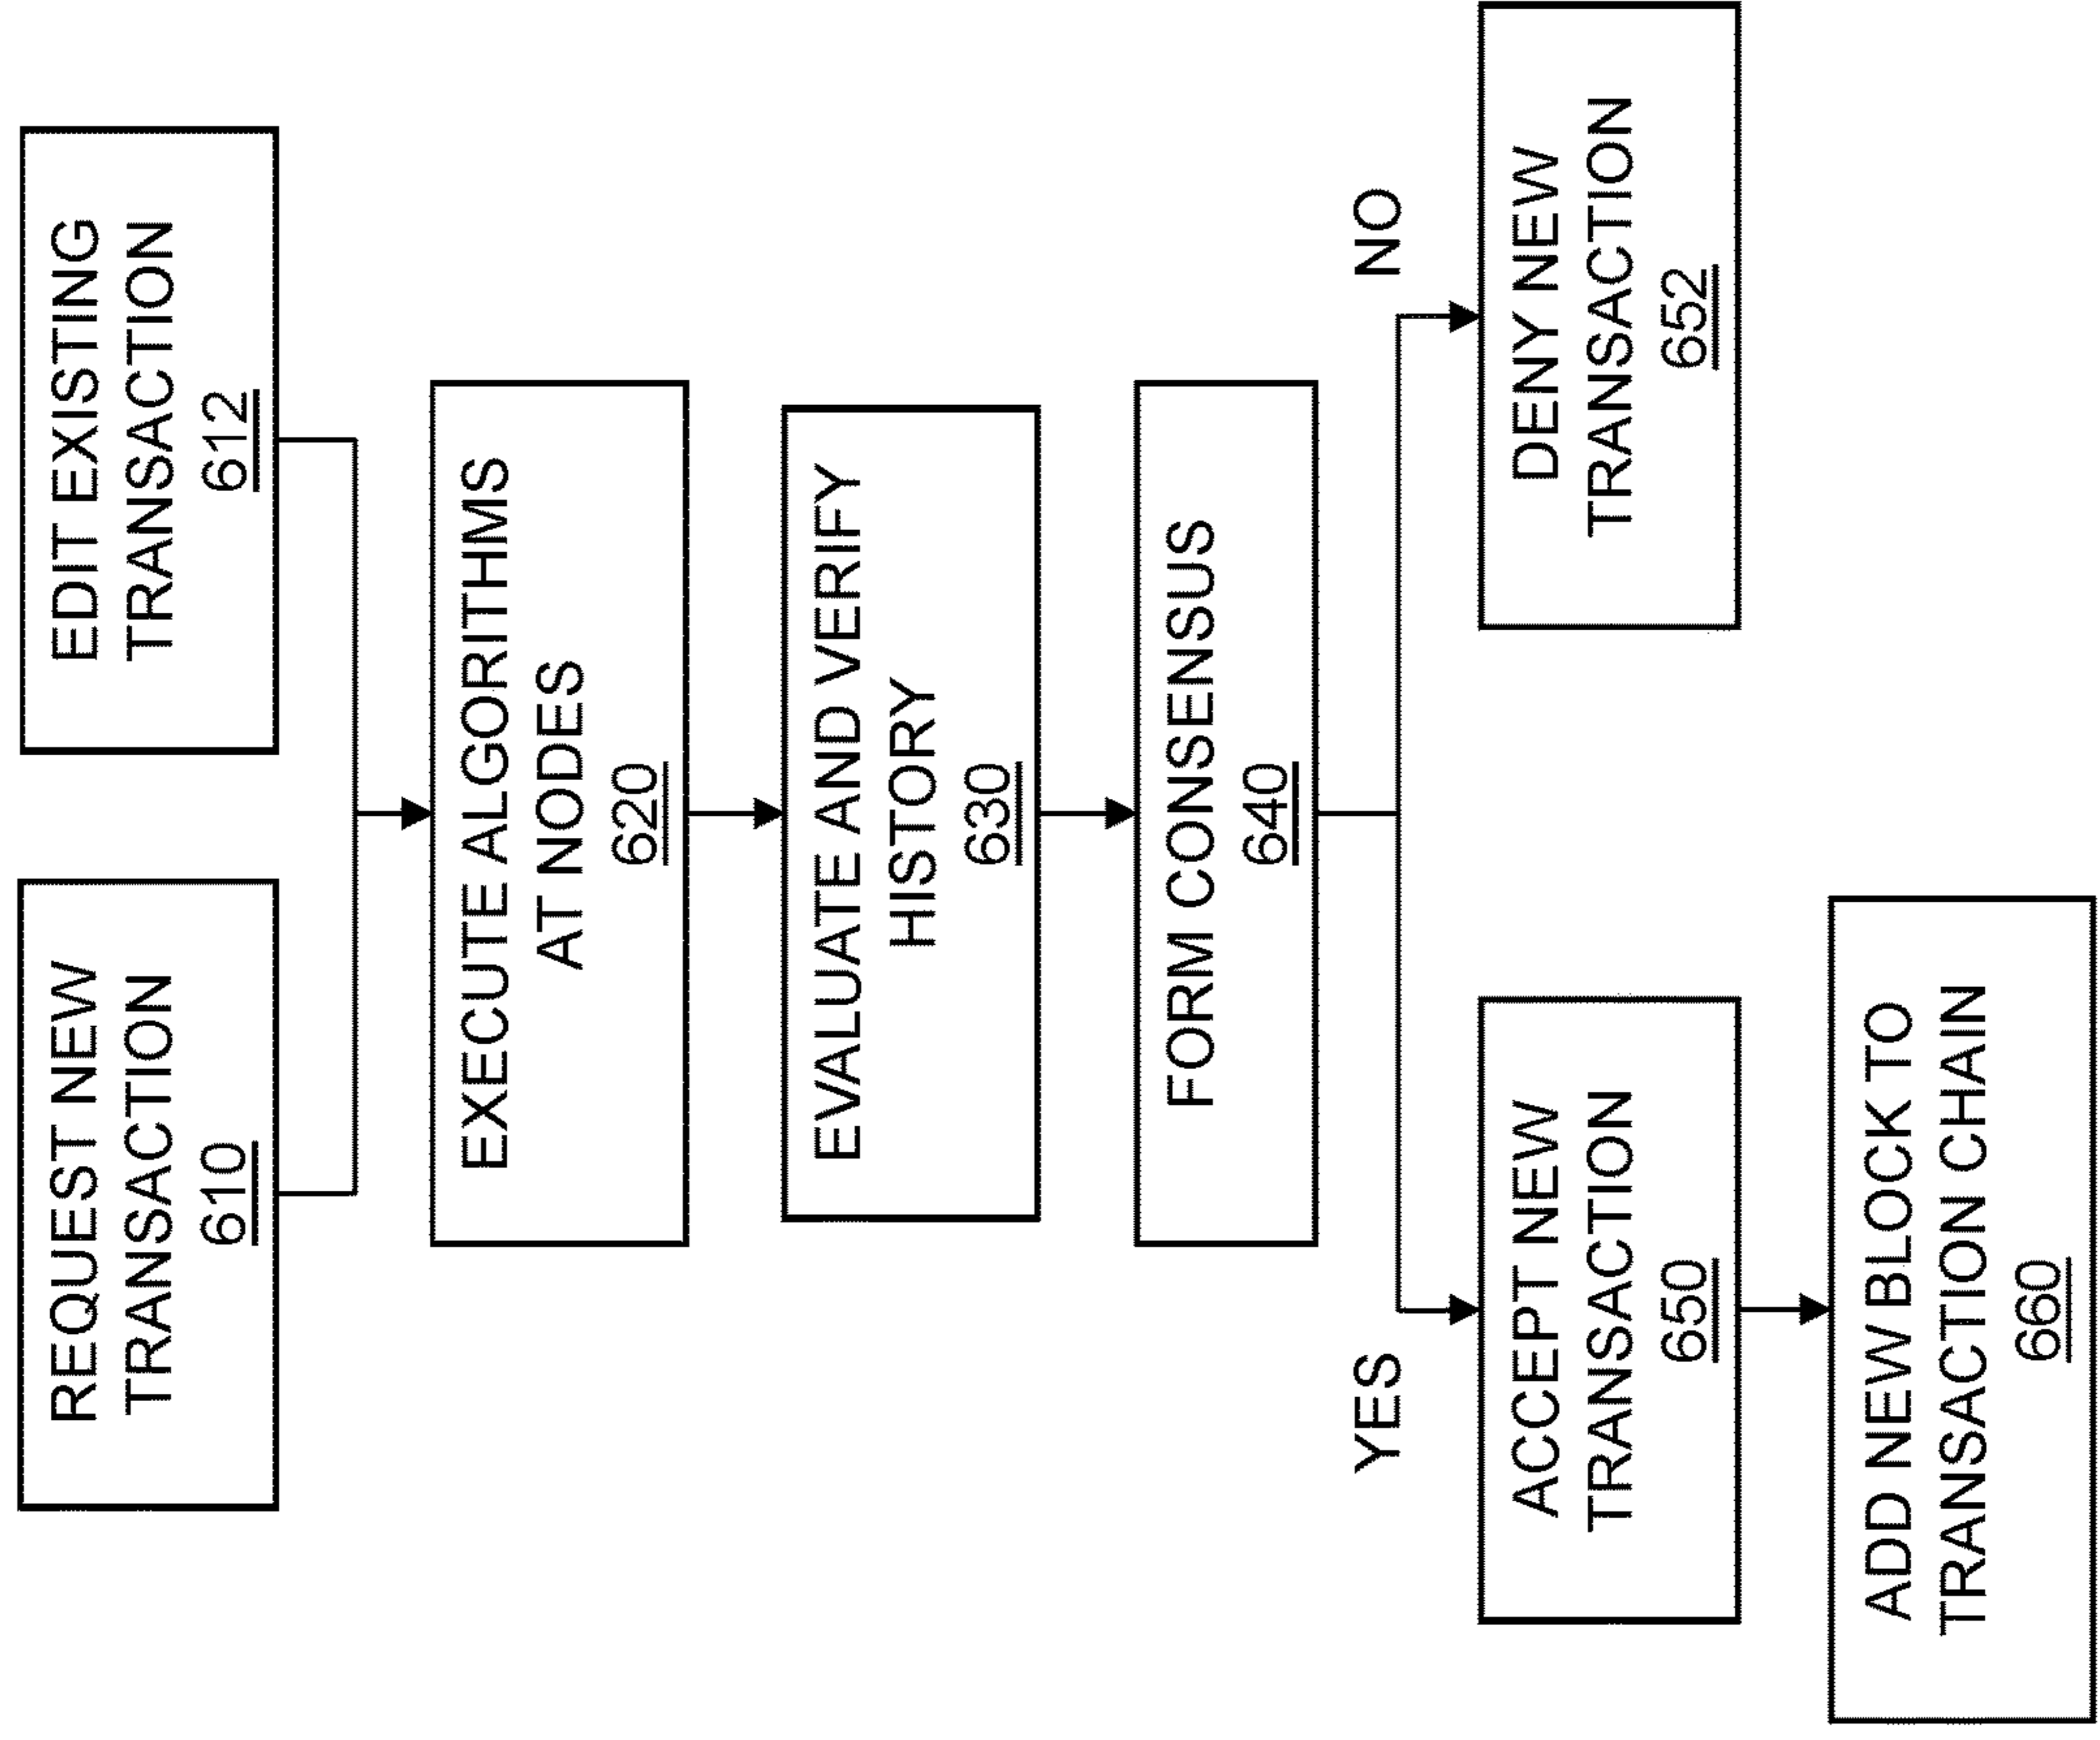 REQUEST NEW
TRANSACTION
610
EDIT EXISTING
TRANSACTION
612
EXECUTE ALGORITHMS
AT NODES
620
EVALUATE AND VERIFY
HISTORY
630
FORM CONSENSUS
640
YES
NO
ACCEPT NEW
TRANSACTION
650
DENY NEW
TRANSACTION
652
ADD NEW BLOCK TO
TRANSACTION CHAIN
660